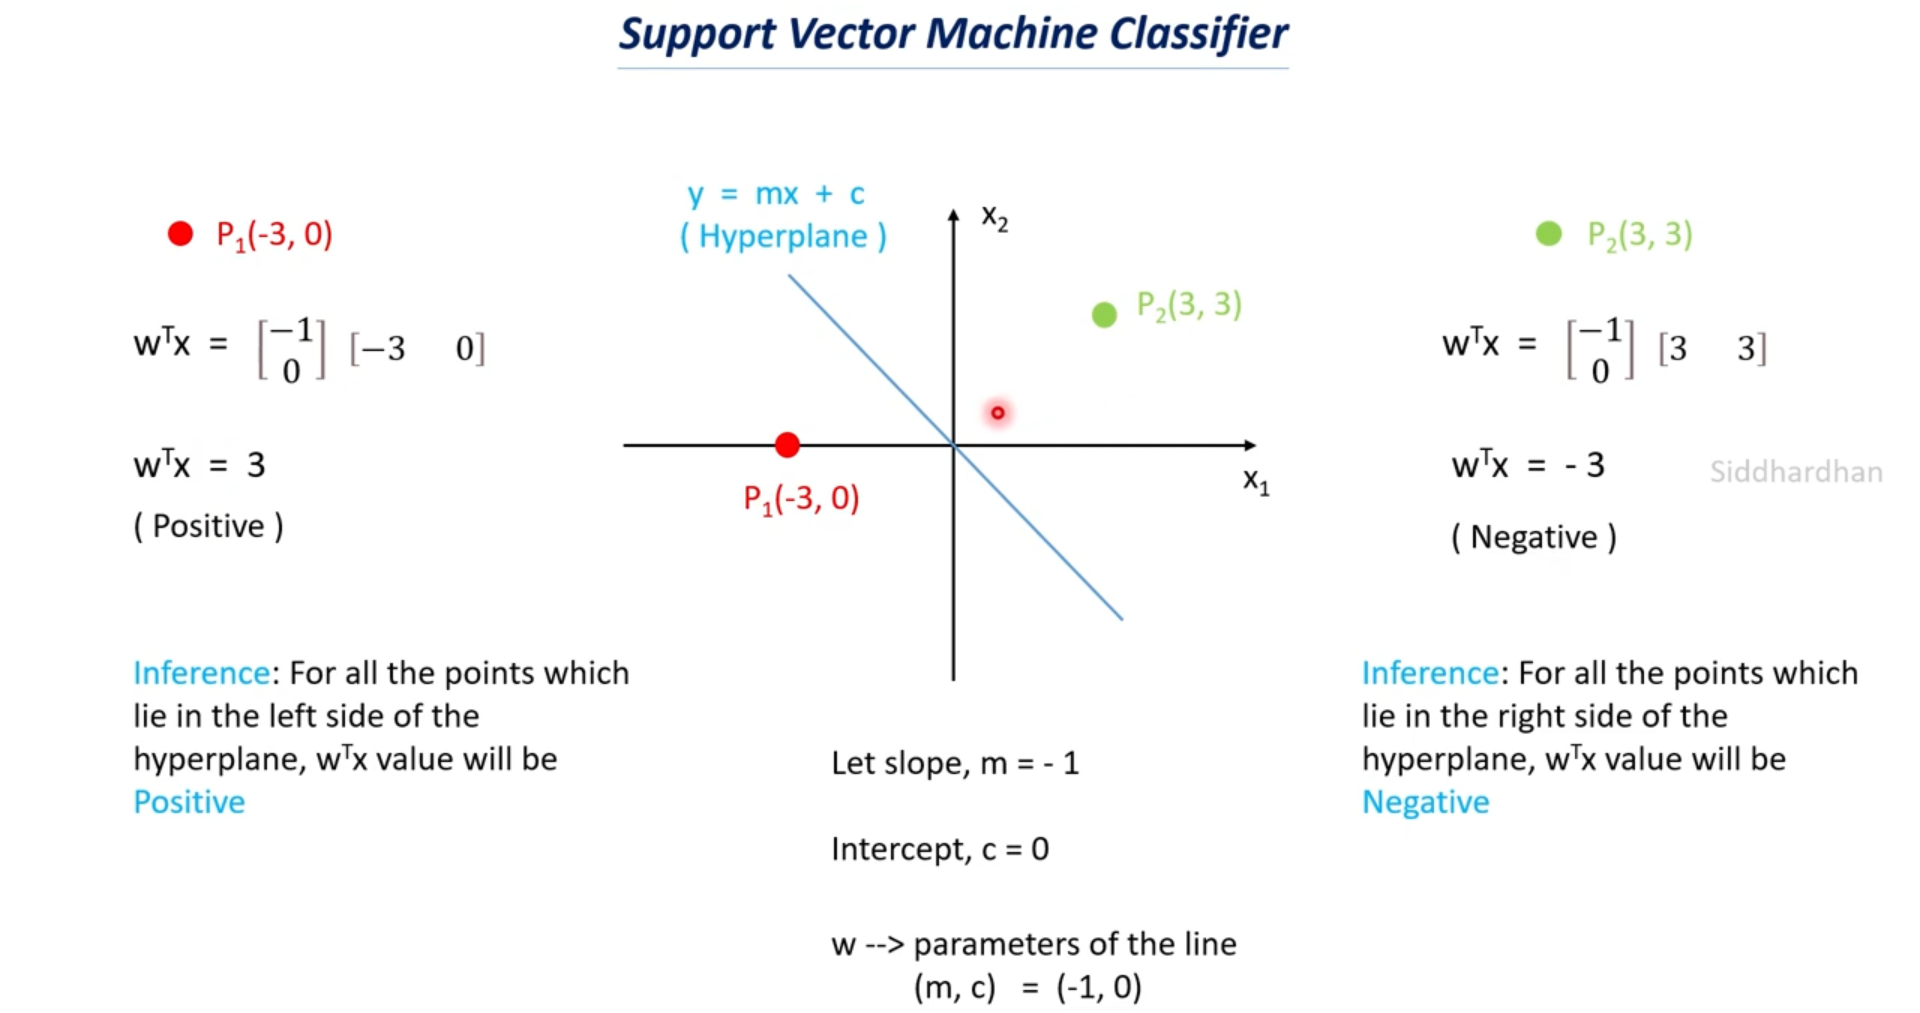 Support Vector Machine Classifier
P₁(-3, 0)
wᵀx = [−1 0] [−3 0]
wᵀx = 3
( Positive )
Inference: For all the points which
lie in the left side of the
hyperplane, wᵀx value will be
Positive
y = mx + c
( Hyperplane )
x₂
P₂(3, 3)
x₁
P₁(-3, 0)
Let slope, m = - 1
Intercept, c = 0
w --> parameters of the line
(m, c) = (-1, 0)
P₂(3, 3)
wᵀx = [−1 0] [3 3]
wᵀx = - 3
( Negative )
Siddhardhan
Inference: For all the points which
lie in the right side of the
hyperplane, wᵀx value will be
Negative